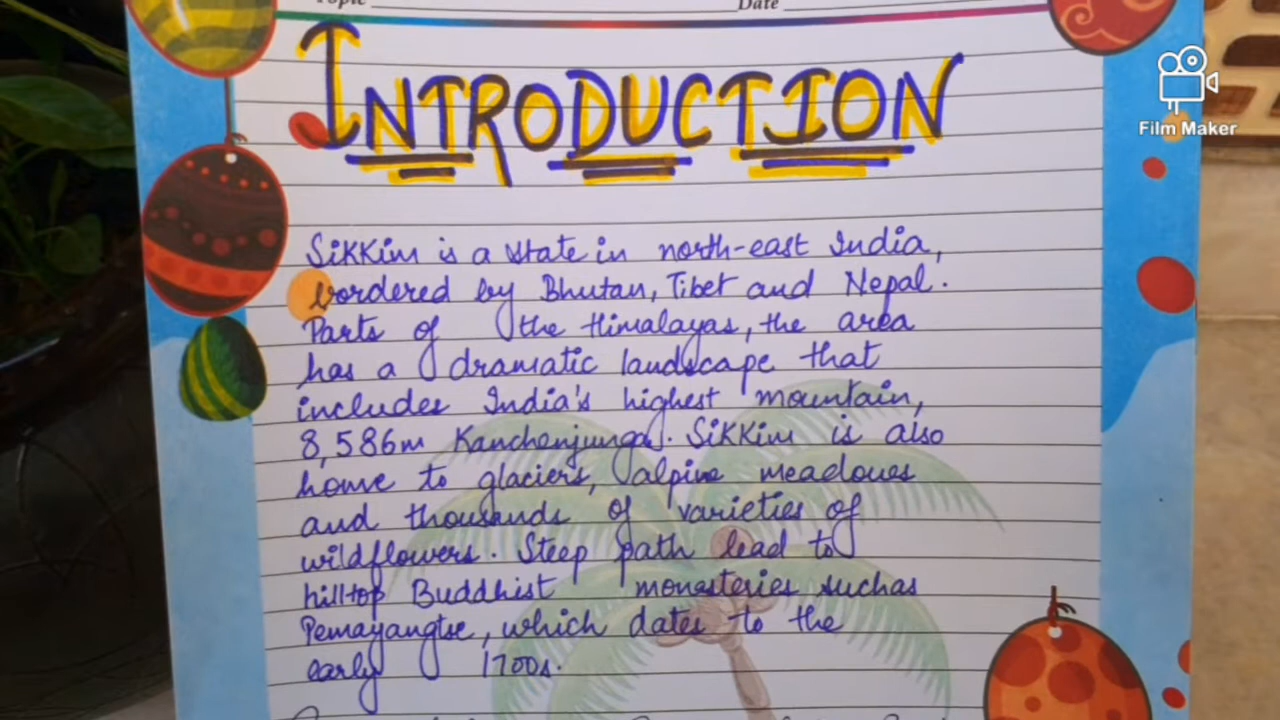 Topic Date
INTRODUCTION
Film Maker
Sikkim is a state in north-east India,
bordered by Bhutan, Tibet and Nepal.
Parts of the Himalayas, the area
has a dramatic landscape that
includes India's highest mountain,
8,586m Kanchenjunga. Sikkim is also
home to glaciers, alpine meadows
and thousands of varieties of
wildflowers. Steep path lead to
hilltop Buddhist monasteries suchas
Pemayangtse, which dates to the
early 1700s.